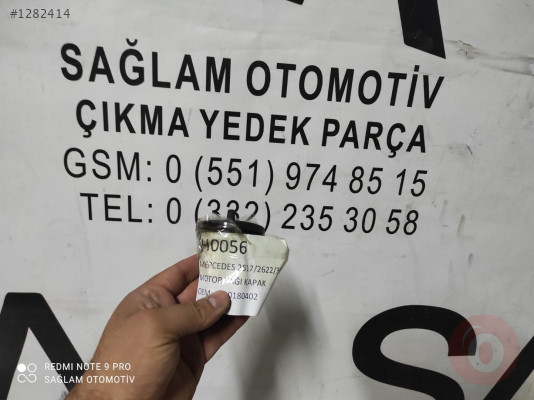 #1282414
SAĞLAM OTOMOTİV
ÇIKMA YEDEK PARÇA
GSM: 0 (551) 974 85 15
TEL: 0 (332) 235 30 58
H0056
MERCEDES 2517/2622/
MOTOR YAĞI KAPAK
REDMI NOTE 9 PRO
SAĞLAM OTOMOTİV